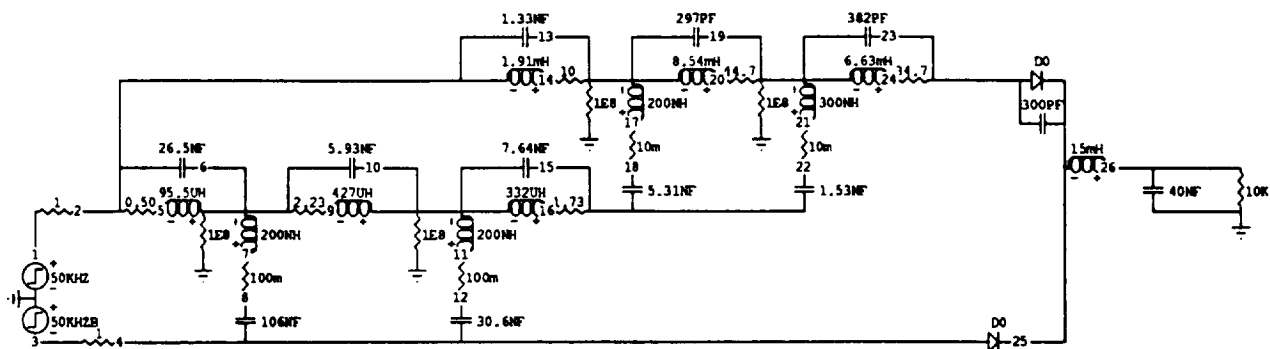 1.33NF 297PF 382PF
13 19 23
1.91mH 8.54mH 6.63mH D0
- 14 + 10 - 20 + 44.7 - 24 + 34.7
1E8 200NH 1E8 300NH 300PF
17 21
10m 10m
26.5NF 5.93NF 7.64NF 18 22 15mH
6 10 15 - + 26
95.5UH 427UH 332UH 5.31NF 1.53NF 40NF 10K
1 2 0.50 5 - + 2.23 9 - + - 16 + 1.73
1E8 200NH 1E8 200NH
1 7 11
+ 50KHZ 100m 100m
8 12
+ 50KHZB 106NF 30.6NF D0
- 3 1 4 25